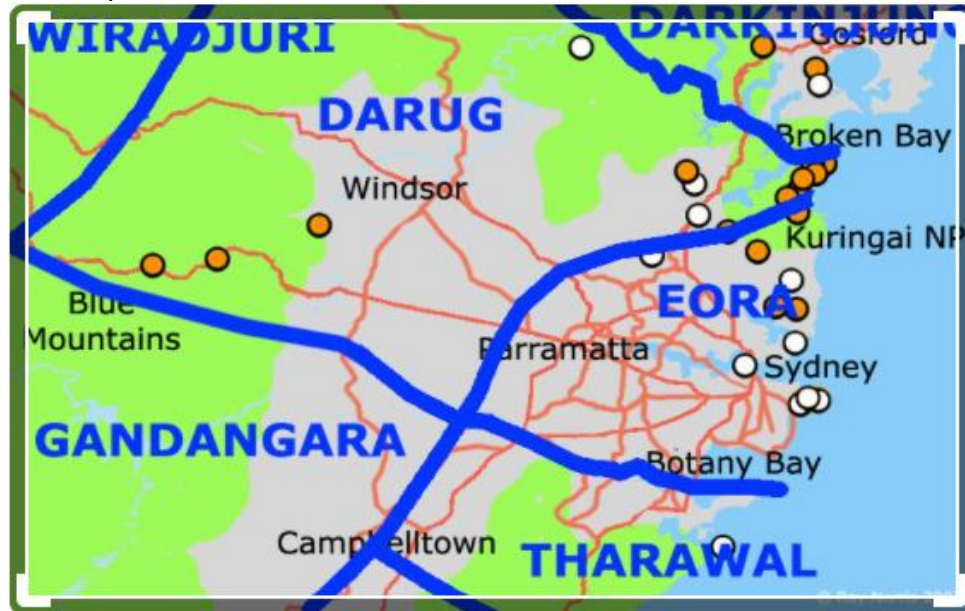 WIRADJURI
DARKINJUNG
Gosford
DARUG
Broken Bay
Windsor
Kuringai NP
Blue
Mountains
EORA
Parramatta
Sydney
GANDANGARA
Botany Bay
Campbelltown
THARAWAL